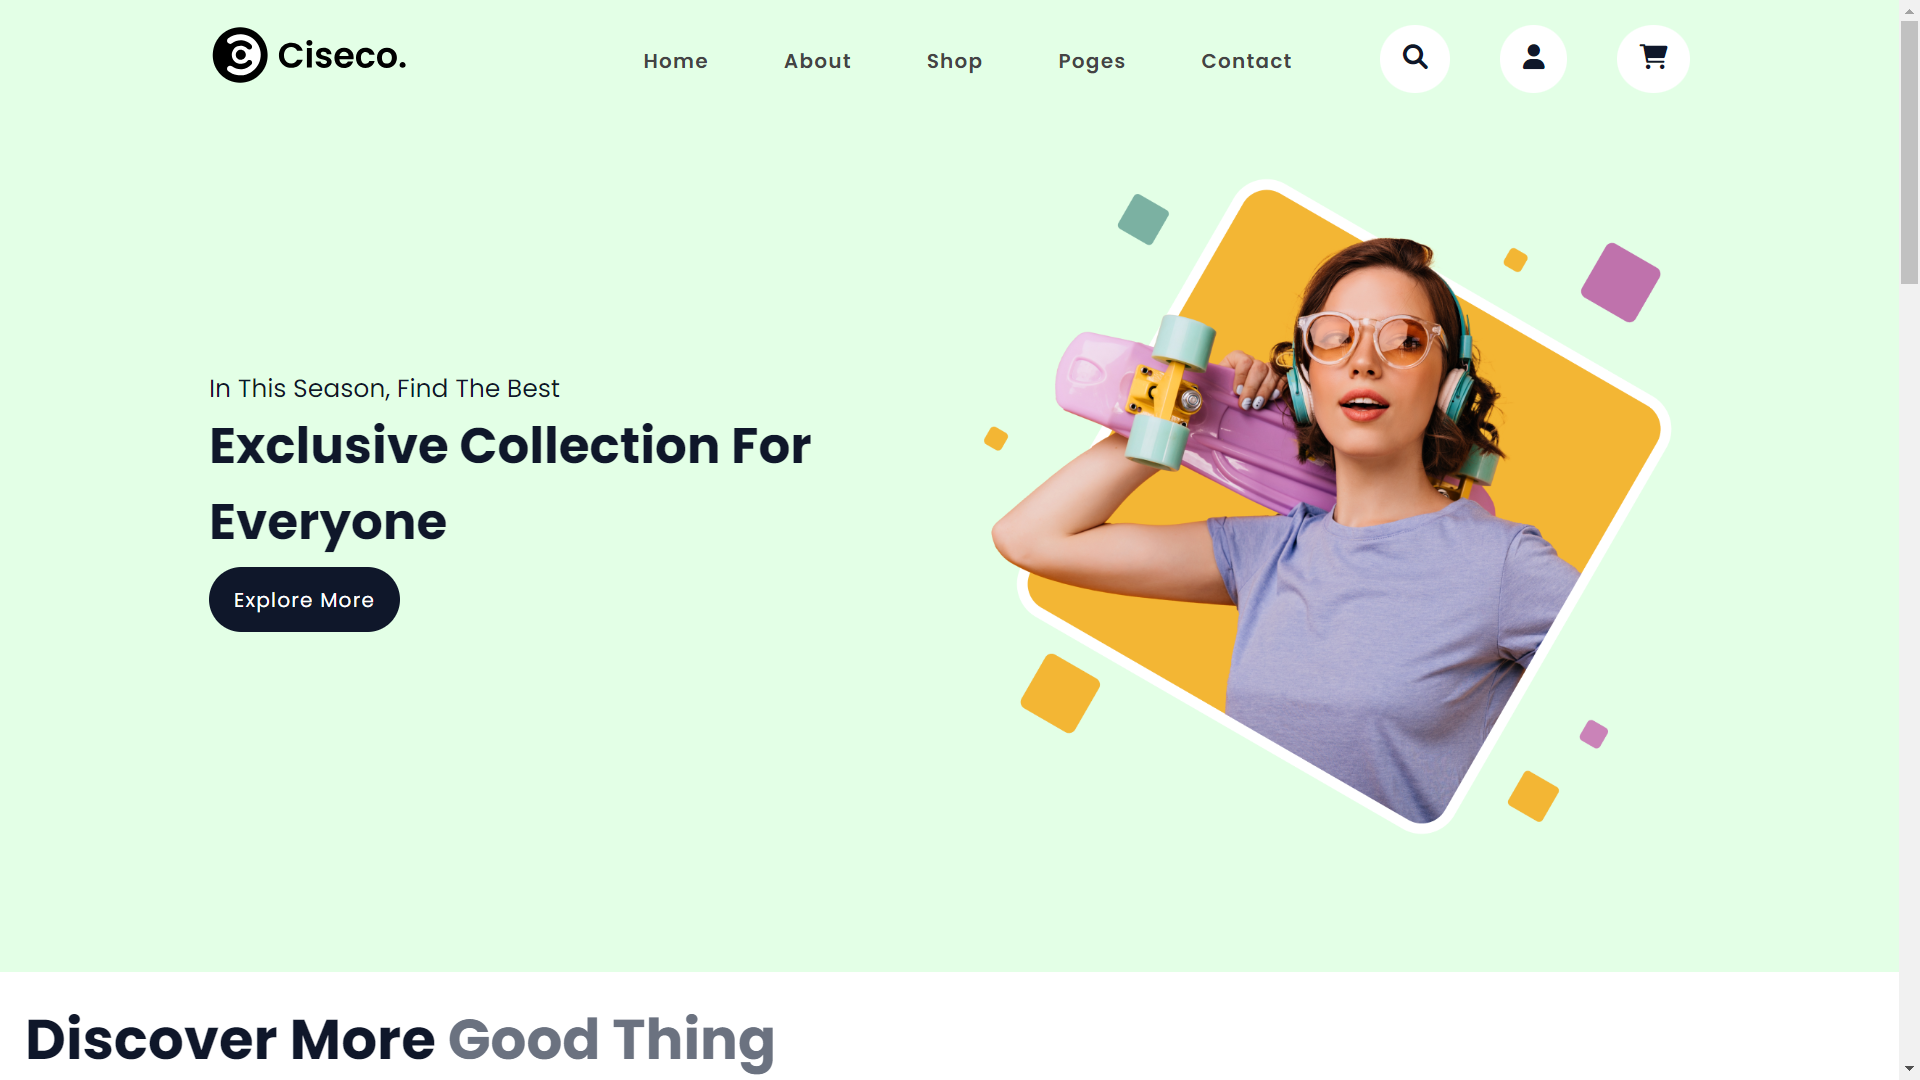 Ciseco.
Home
About
Shop
Pages
Contact
In This Season, Find The Best
Exclusive Collection For
Everyone
Explore More
Discover More Good Thing